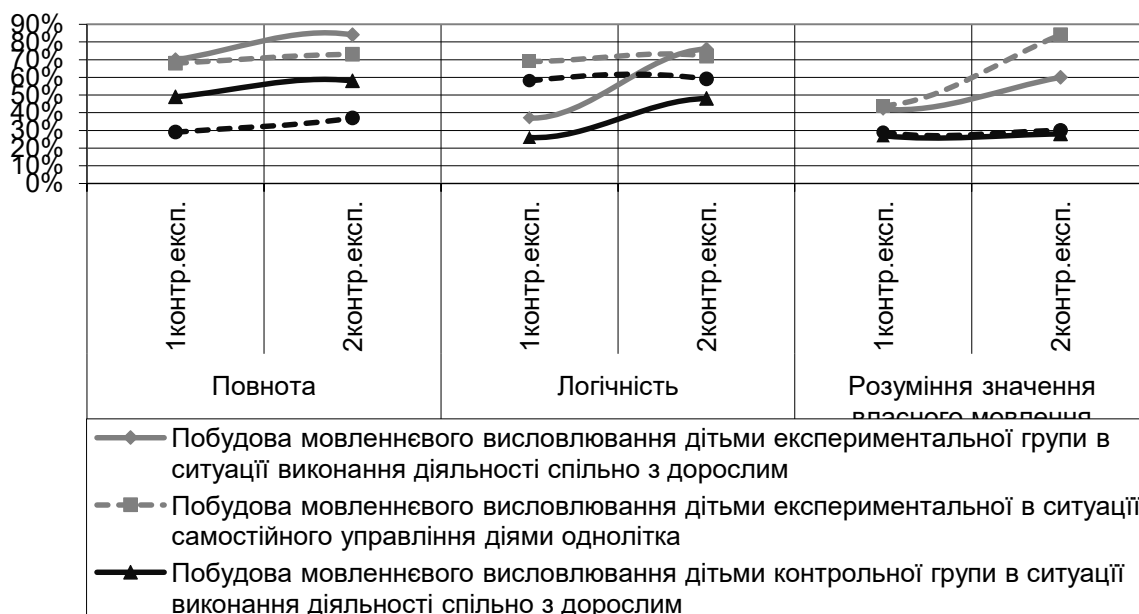 90%
80%
70%
60%
50%
40%
30%
20%
10%
0%
1контр.експ.
2контр.експ.
1контр.експ.
2контр.експ.
1контр.експ.
2контр.експ.
Повнота
Логічність
Розуміння значення
власного мовлення
Побудова мовленнєвого висловлювання дітьми експериментальної групи в
ситуації виконання діяльності спільно з дорослим
Побудова мовленнєвого висловлювання дітьми експериментальної в ситуації
самостійного управління діями однолітка
Побудова мовленнєвого висловлювання дітьми контрольної групи в ситуації
виконання діяльності спільно з дорослим